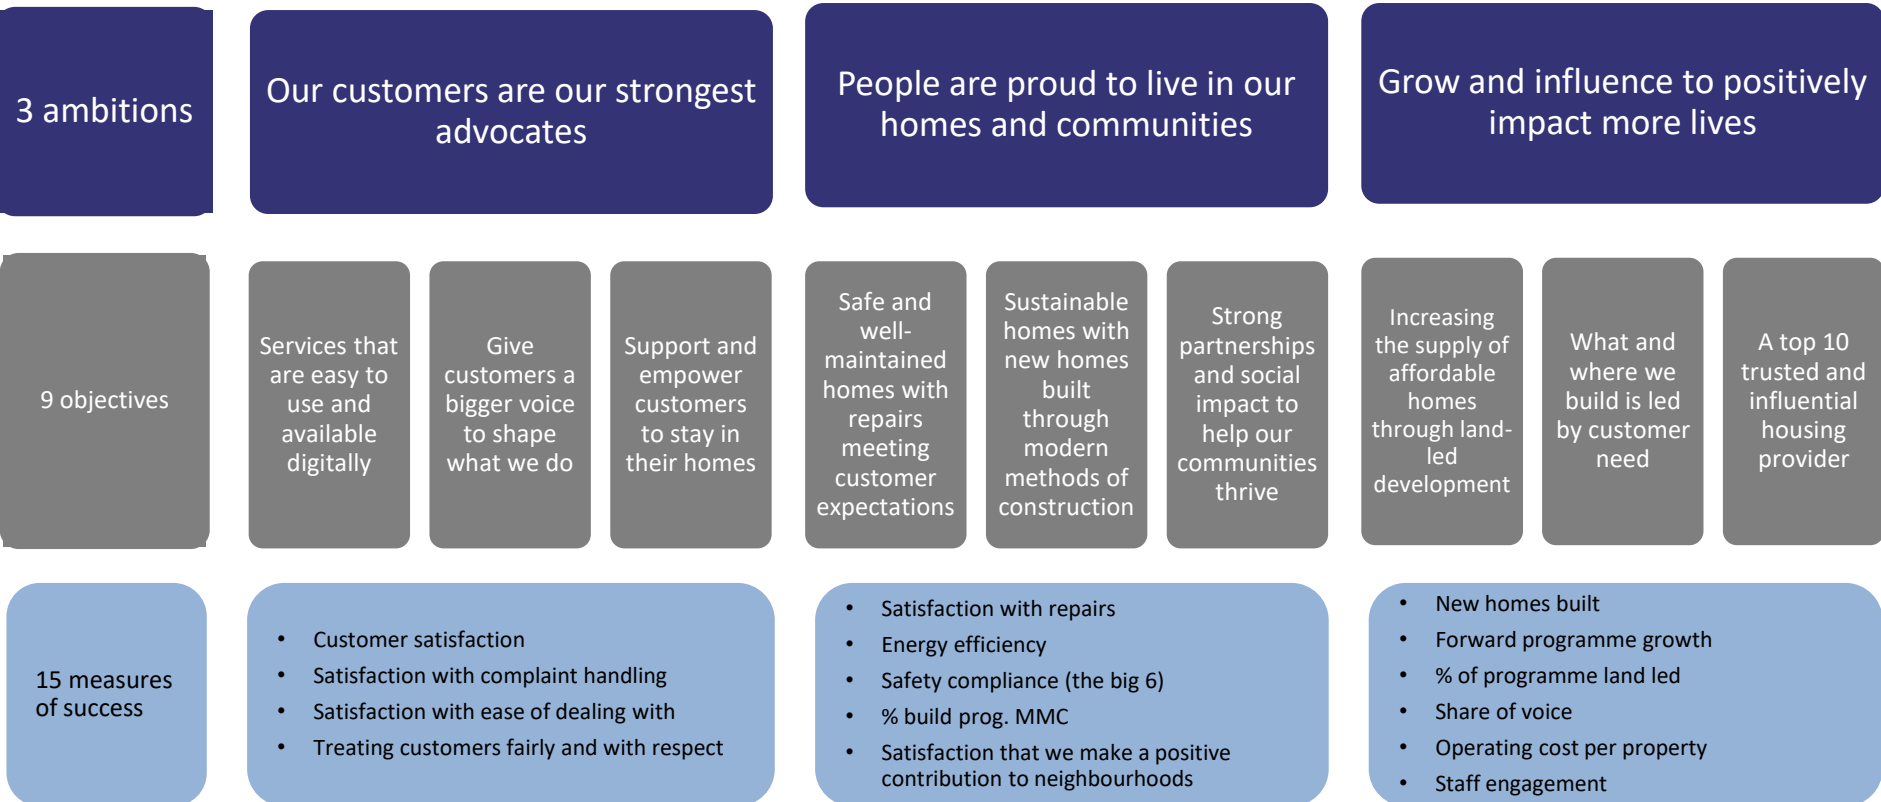 3 ambitions
Our customers are our strongest
advocates
People are proud to live in our
homes and communities
Grow and influence to positively
impact more lives
9 objectives
Services that
are easy to
use and
available
digitally
Give
customers a
bigger voice
to shape
what we do
Support and
empower
customers
to stay in
their homes
Safe and
well-
maintained
homes with
repairs
meeting
customer
expectations
Sustainable
homes with
new homes
built
through
modern
methods of
construction
Strong
partnerships
and social
impact to
help our
communities
thrive
Increasing
the supply of
affordable
homes
through land-
led
development
What and
where we
build is led
by customer
need
A top 10
trusted and
influential
housing
provider
15 measures
of success
• Customer satisfaction
• Satisfaction with complaint handling
• Satisfaction with ease of dealing with
• Treating customers fairly and with respect
• Satisfaction with repairs
• Energy efficiency
• Safety compliance (the big 6)
• % build prog. MMC
• Satisfaction that we make a positive
contribution to neighbourhoods
• New homes built
• Forward programme growth
• % of programme land led
• Share of voice
• Operating cost per property
• Staff engagement